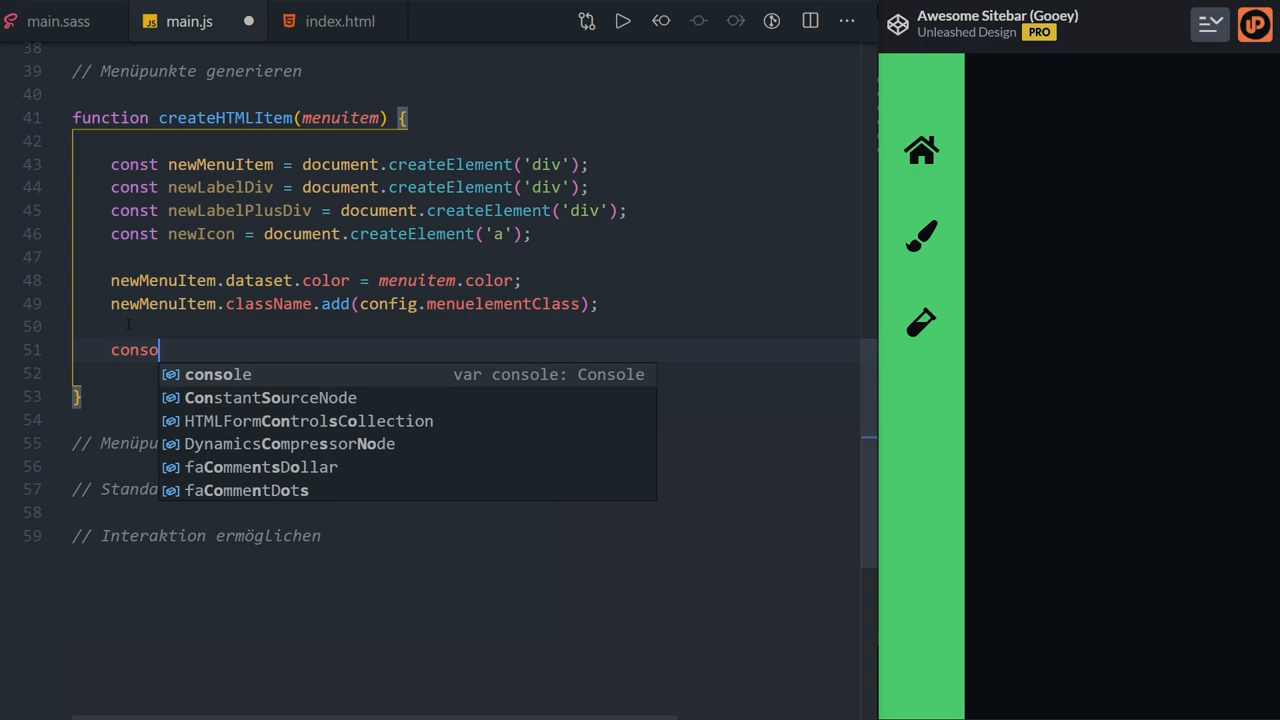 main.sass
main.js
index.html
Awesome Sitebar (Gooey)
Unleashed Design PRO
38
39 // Menüpunkte generieren
40
41 function createHTMLItem(menuitem) {
42
43 const newMenuItem = document.createElement('div');
44 const newLabelDiv = document.createElement('div');
45 const newLabelPlusDiv = document.createElement('div');
46 const newIcon = document.createElement('a');
47
48 newMenuItem.dataset.color = menuitem.color;
49 newMenuItem.className.add(config.menuelementClass);
50
51 conso
52 console var console: Console
53 } ConstantSourceNode
54 HTMLFormControlsCollection
55 // Menüpu DynamicsCompressorNode
56 faCommentsDollar
57 // Standa faCommentDots
58
59 // Interaktion ermöglichen